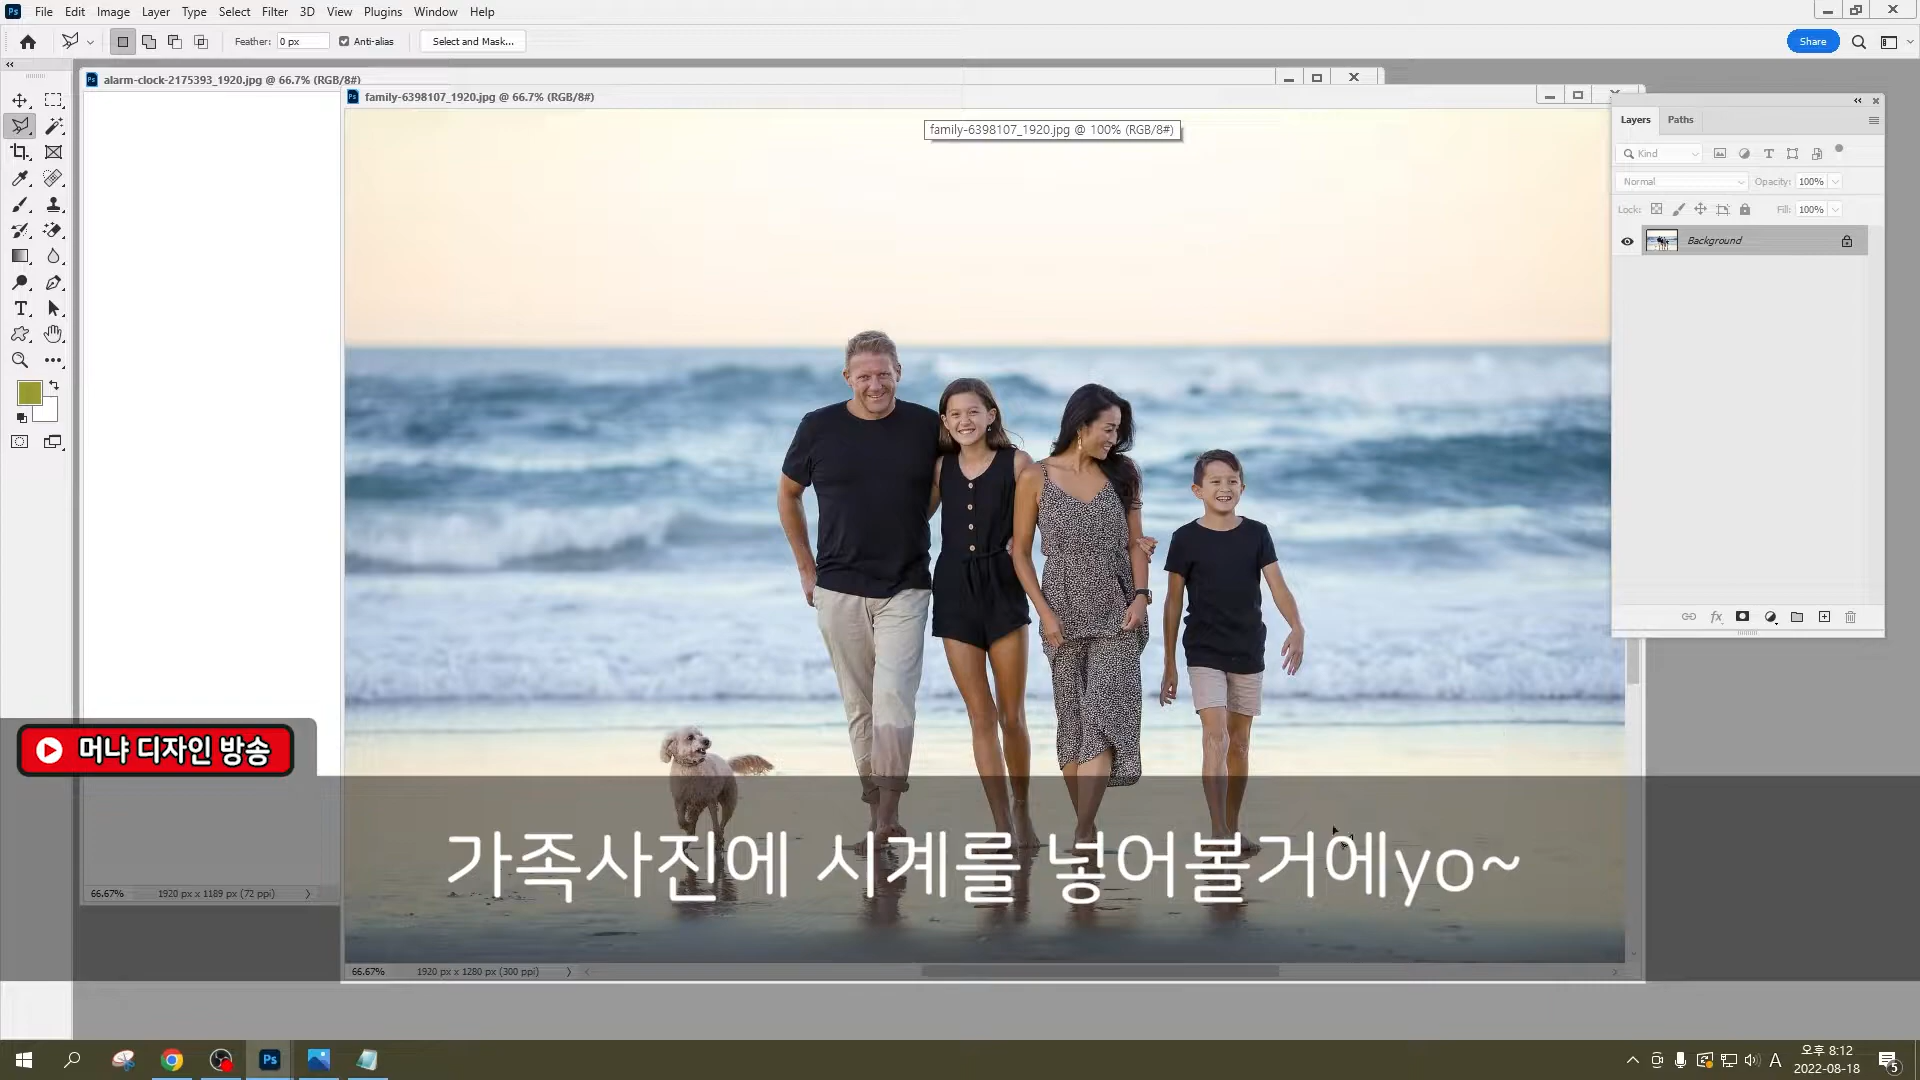 Ps File Edit Image Layer Type Select Filter 3D View Plugins Window Help
Feather: 0 px Anti-alias Select and Mask... Share
alarm-clock-2175393_1920.jpg @ 66.7% (RGB/8#)
family-6398107_1920.jpg @ 66.7% (RGB/8#)
family-6398107_1920.jpg @ 100% (RGB/8#)
Layers Paths
Kind
Normal Opacity: 100%
Lock: Fill: 100%
Background
fx
머냐 디자인 방송
가족사진에 시계를 넣어볼거에yo~
66.67% 1920 px x 1189 px (72 ppi)
66.67% 1920 px x 1280 px (300 ppi)
Ps
A
오후 8:12
2022-08-18
5